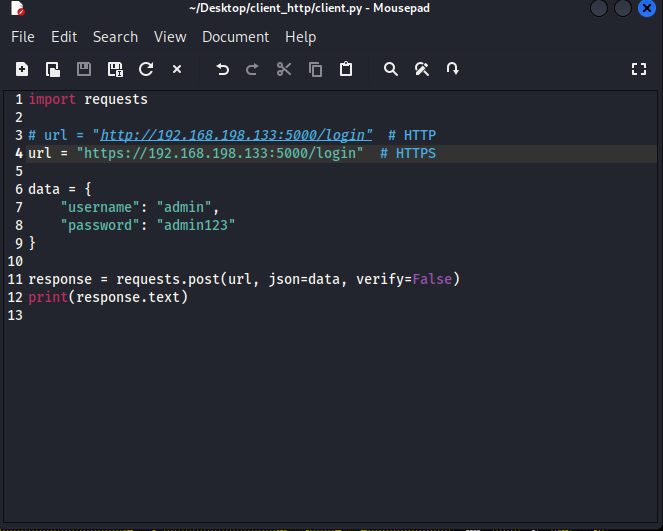 ~/Desktop/client_http/client.py - Mousepad
File Edit Search View Document Help
1 import requests
2
3 # url = "http://192.168.198.133:5000/login"  # HTTP
4 url = "https://192.168.198.133:5000/login"  # HTTPS
5
6 data = {
7     "username": "admin",
8     "password": "admin123"
9 }
10
11 response = requests.post(url, json=data, verify=False)
12 print(response.text)
13